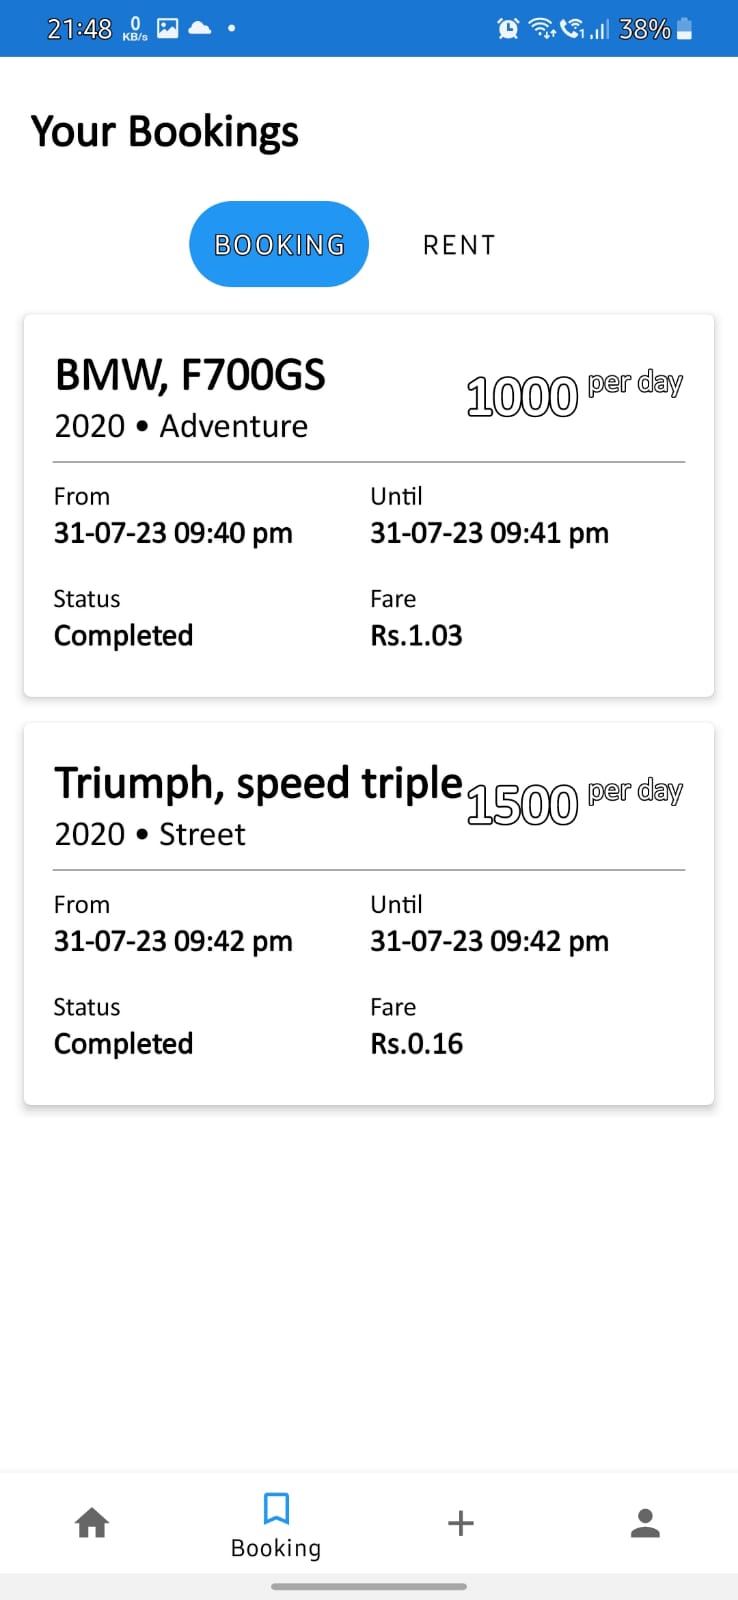 21:48 0 KB/s 38%
Your Bookings
BOOKING RENT
BMW, F700GS
1000 per day
2020 • Adventure
From Until
31-07-23 09:40 pm 31-07-23 09:41 pm
Status Fare
Completed Rs.1.03
Triumph, speed triple
1500 per day
2020 • Street
From Until
31-07-23 09:42 pm 31-07-23 09:42 pm
Status Fare
Completed Rs.0.16
Booking